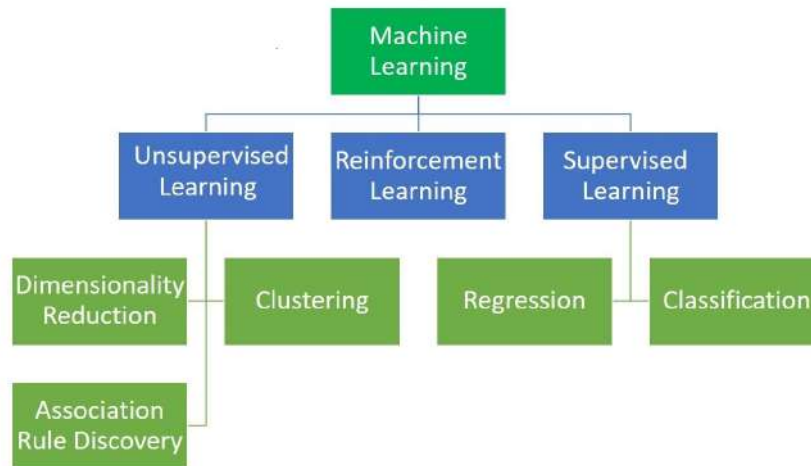 Machine
Learning
Unsupervised
Learning
Reinforcement
Learning
Supervised
Learning
Dimensionality
Reduction
Clustering
Regression
Classification
Association
Rule Discovery